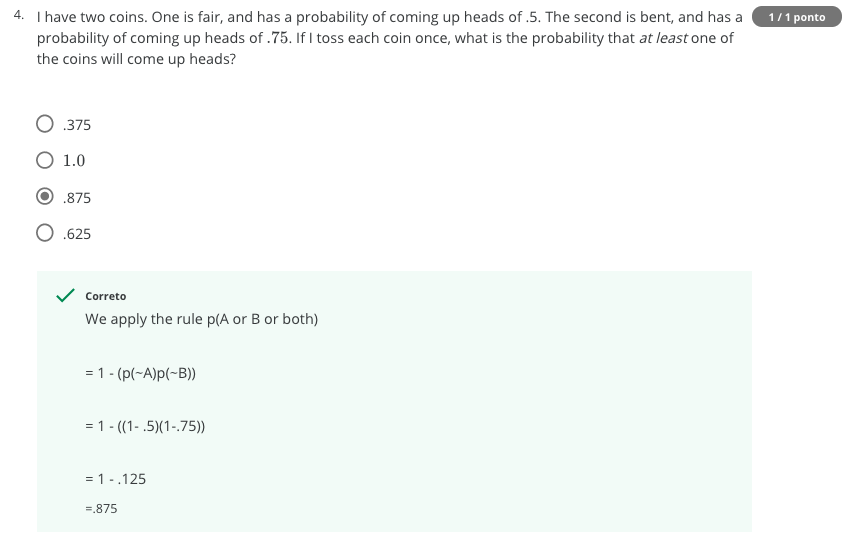 4. I have two coins. One is fair, and has a probability of coming up heads of .5. The second is bent, and has a
1 / 1 ponto
probability of coming up heads of .75. If I toss each coin once, what is the probability that at least one of
the coins will come up heads?
.375
1.0
.875
.625
Correto
We apply the rule p(A or B or both)
= 1 - (p(~A)p(~B))
= 1 - ((1- .5)(1-.75))
= 1 - .125
=.875